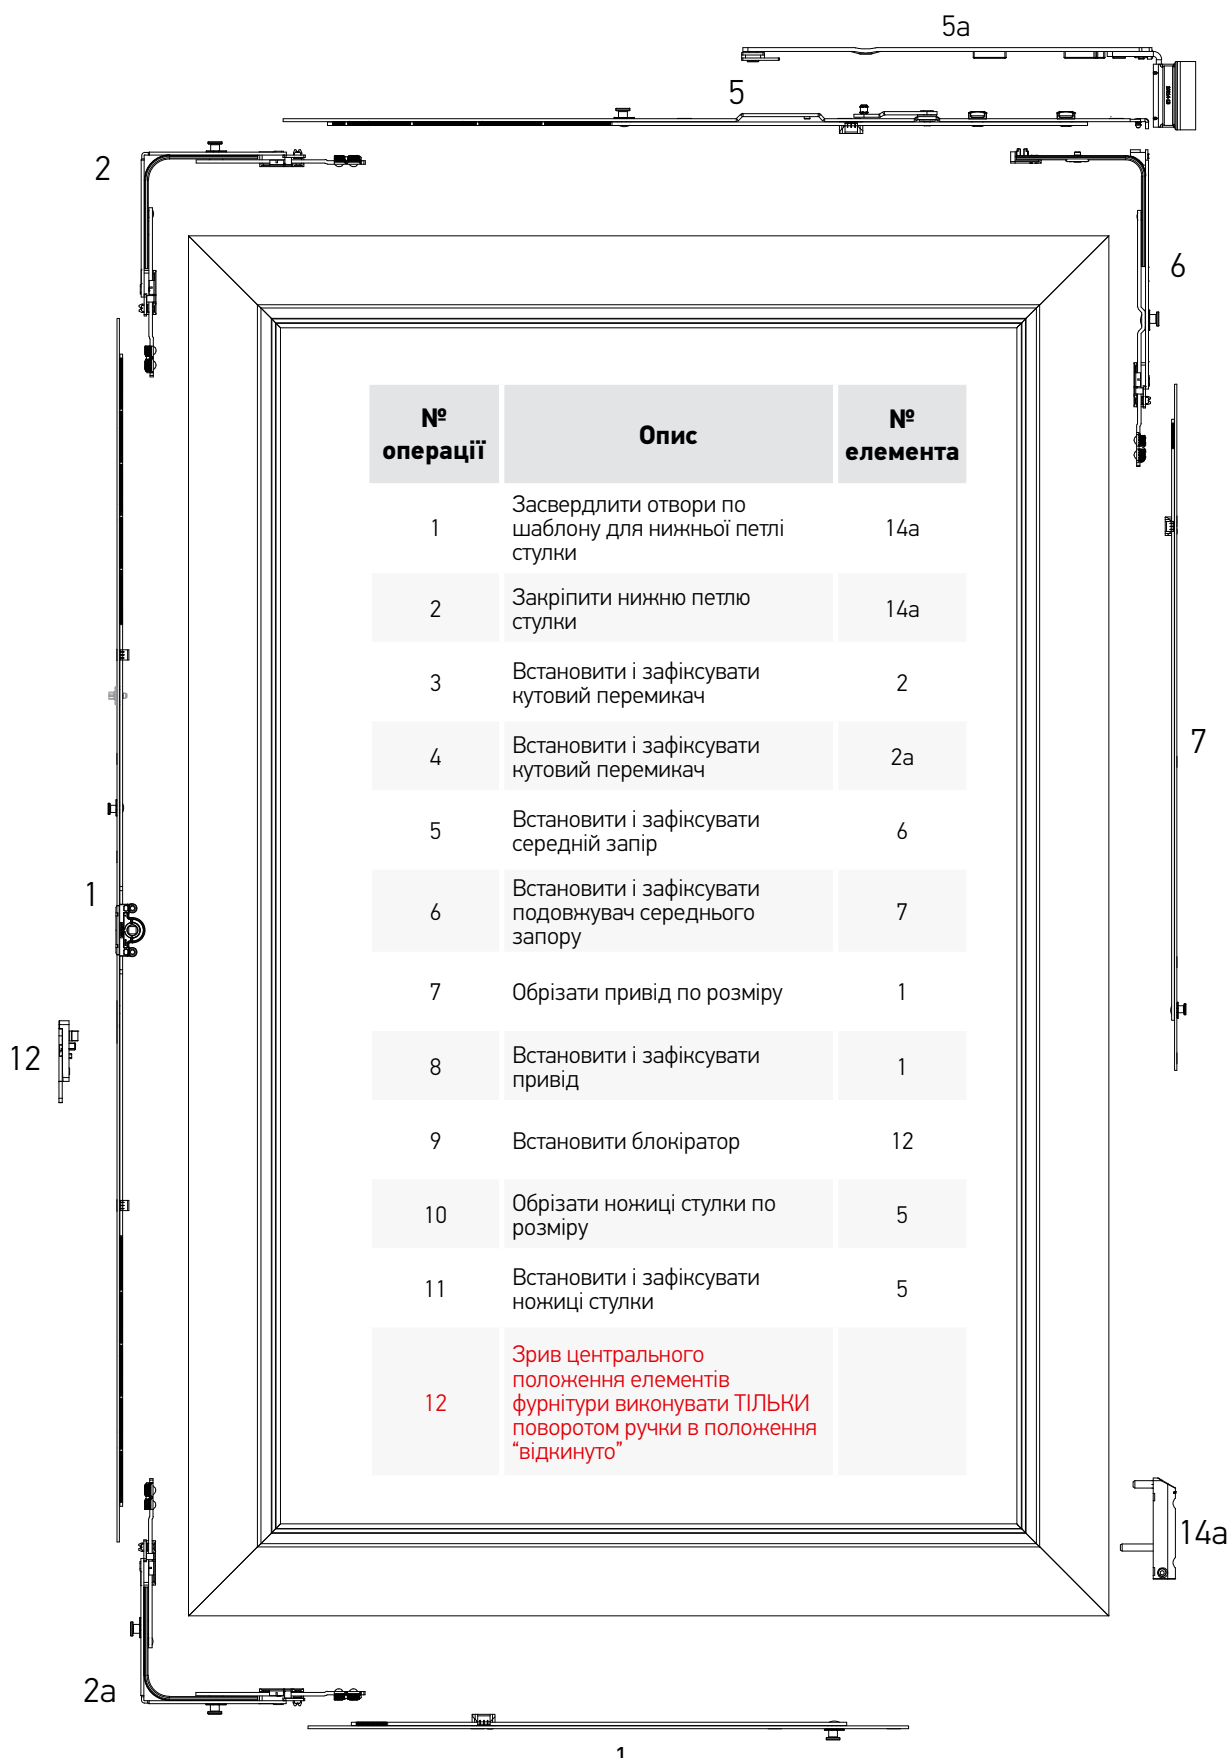 5a
5
2
6
№ операції
Опис
№ елемента
1
Засвердлити отвори по
шаблону для нижньої петлі
стулки
14a
2
Закріпити нижню петлю
стулки
14a
3
Встановити і зафіксувати
кутовий перемикач
2
4
Встановити і зафіксувати
кутовий перемикач
2a
5
Встановити і зафіксувати
середній запір
6
6
Встановити і зафіксувати
подовжувач середнього
запору
7
7
Обрізати привід по розміру
1
8
Встановити і зафіксувати
привід
1
9
Встановити блокіратор
12
10
Обрізати ножиці стулки по
розміру
5
11
Встановити і зафіксувати
ножиці стулки
5
12
Зрив центрального
положення елементів
фурнітури виконувати ТІЛЬКИ
поворотом ручки в положення
“відкинуто”
7
1
12
14a
2a
1